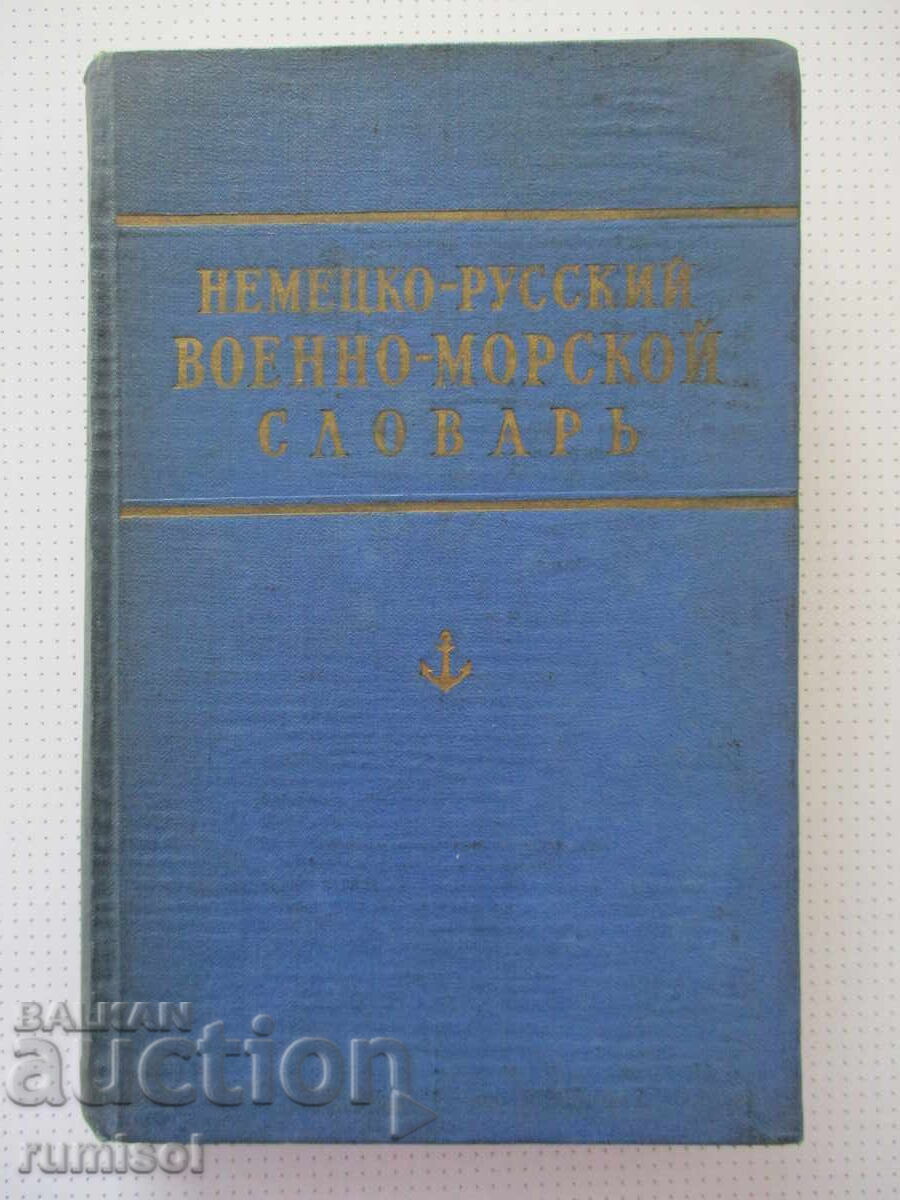 НЕМЕЦКО-РУССКИЙ
ВОЕННО-МОРСКОЙ
СЛОВАРЬ
BALKAN
auction
rumisol